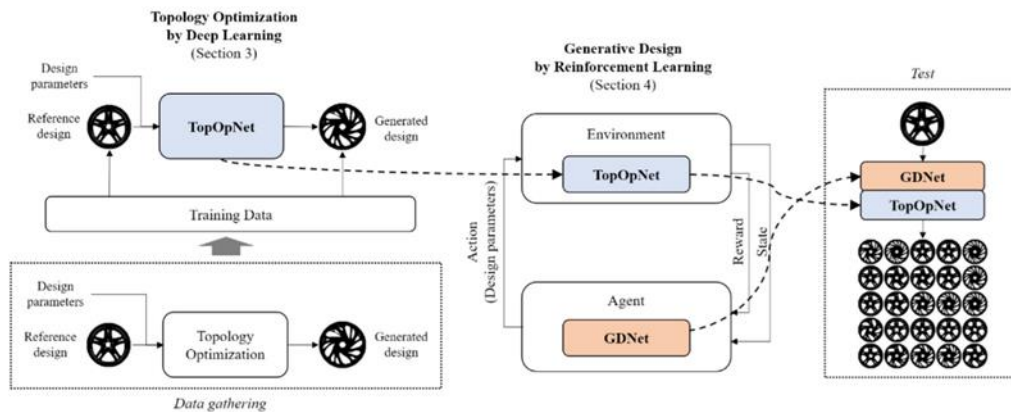 Topology Optimization
by Deep Learning
(Section 3)
Design
parameters
Reference
design
TopOpNet
Generated
design
Training Data
Design
parameters
Reference
design
Topology
Optimization
Generated
design
Data gathering
Generative Design
by Reinforcement Learning
(Section 4)
Environment
TopOpNet
Action
(Design parameters)
Reward
State
Agent
GDNet
Test
GDNet
TopOpNet